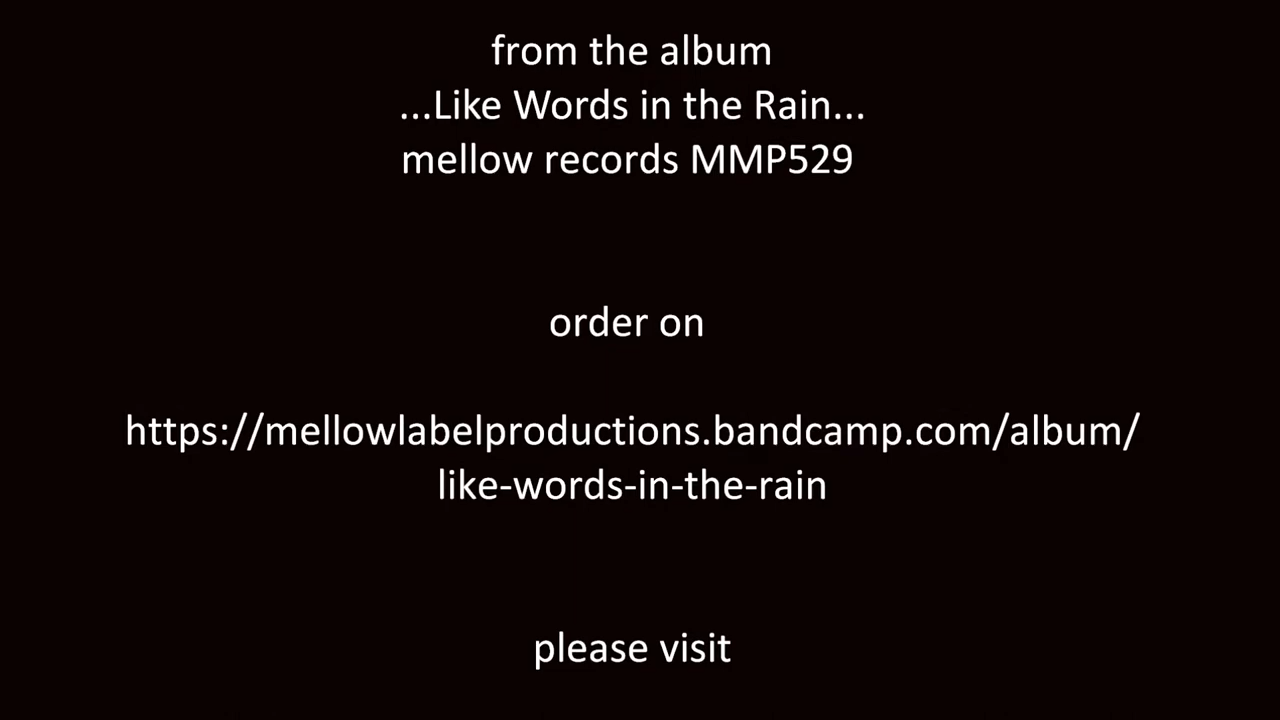 from the album
...Like Words in the Rain...
mellow records MMP529
order on
https://mellowlabelproductions.bandcamp.com/album/
like-words-in-the-rain
please visit